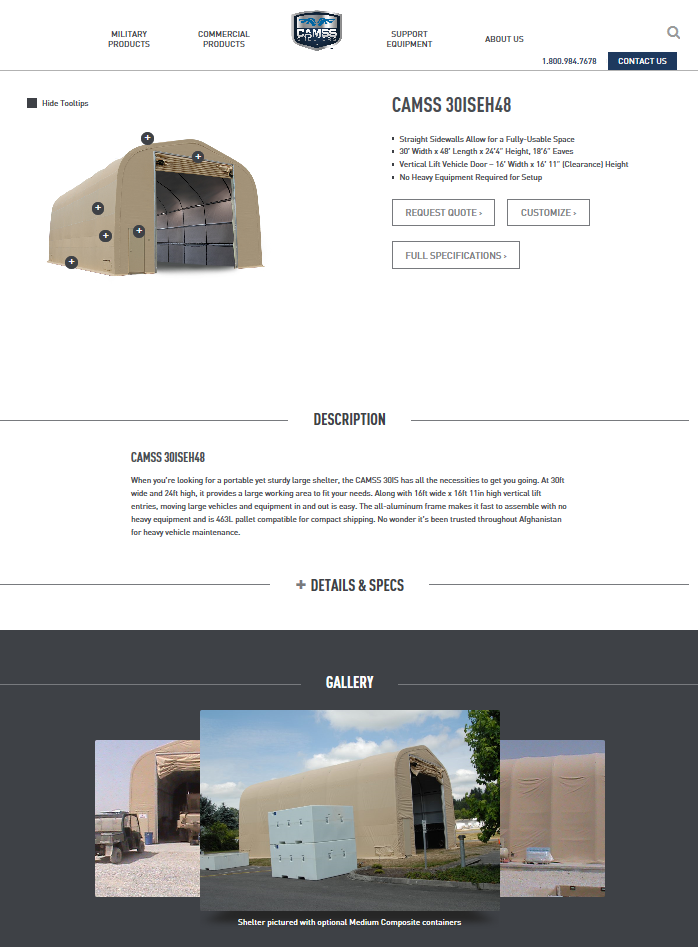 MILITARY
PRODUCTS
COMMERCIAL
PRODUCTS
CAMSS
SUPPORT
EQUIPMENT
ABOUT US
1.800.984.7678
CONTACT US
Hide Tooltips
CAMSS 30ISEH48
Straight Sidewalls Allow for a Fully-Usable Space
30' Width x 48' Length x 24'4" Height, 18'6" Eaves
Vertical Lift Vehicle Door – 16' Width x 16' 11" (Clearance) Height
No Heavy Equipment Required for Setup
REQUEST QUOTE ›
CUSTOMIZE ›
FULL SPECIFICATIONS ›
DESCRIPTION
CAMSS 30ISEH48
When you're looking for a portable yet sturdy large shelter, the CAMSS 30IS has all the necessities to get you going. At 30ft
wide and 24ft high, it provides a large working area to fit your needs. Along with 16ft wide x 16ft 11in high vertical lift
entries, moving large vehicles and equipment in and out is easy. The all-aluminum frame makes it fast to assemble with no
heavy equipment and is 463L pallet compatible for compact shipping. No wonder it's been trusted throughout Afghanistan
for heavy vehicle maintenance.
+ DETAILS & SPECS
GALLERY
Shelter pictured with optional Medium Composite containers